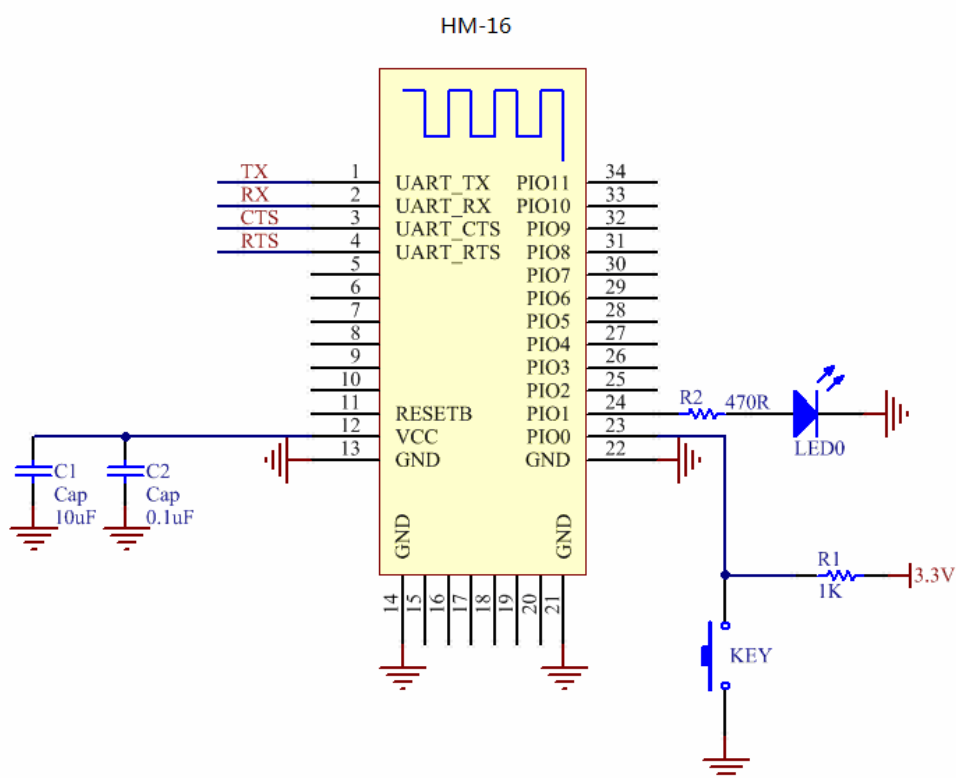 HM-16
TX 1 UART_TX PIO11 34
RX 2 UART_RX PIO10 33
CTS 3 UART_CTS PIO9 32
RTS 4 UART_RTS PIO8 31
5 PIO7 30
6 PIO6 29
7 PIO5 28
8 PIO4 27
9 PIO3 26
10 PIO2 25
11 RESETB PIO1 24 R2 470R
12 VCC PIO0 23 LED0
13 GND GND 22
C1 C2
Cap Cap
10uF 0.1uF
GND GND
14 15 16 17 18 19 20 21
R1
3.3V
1K
KEY